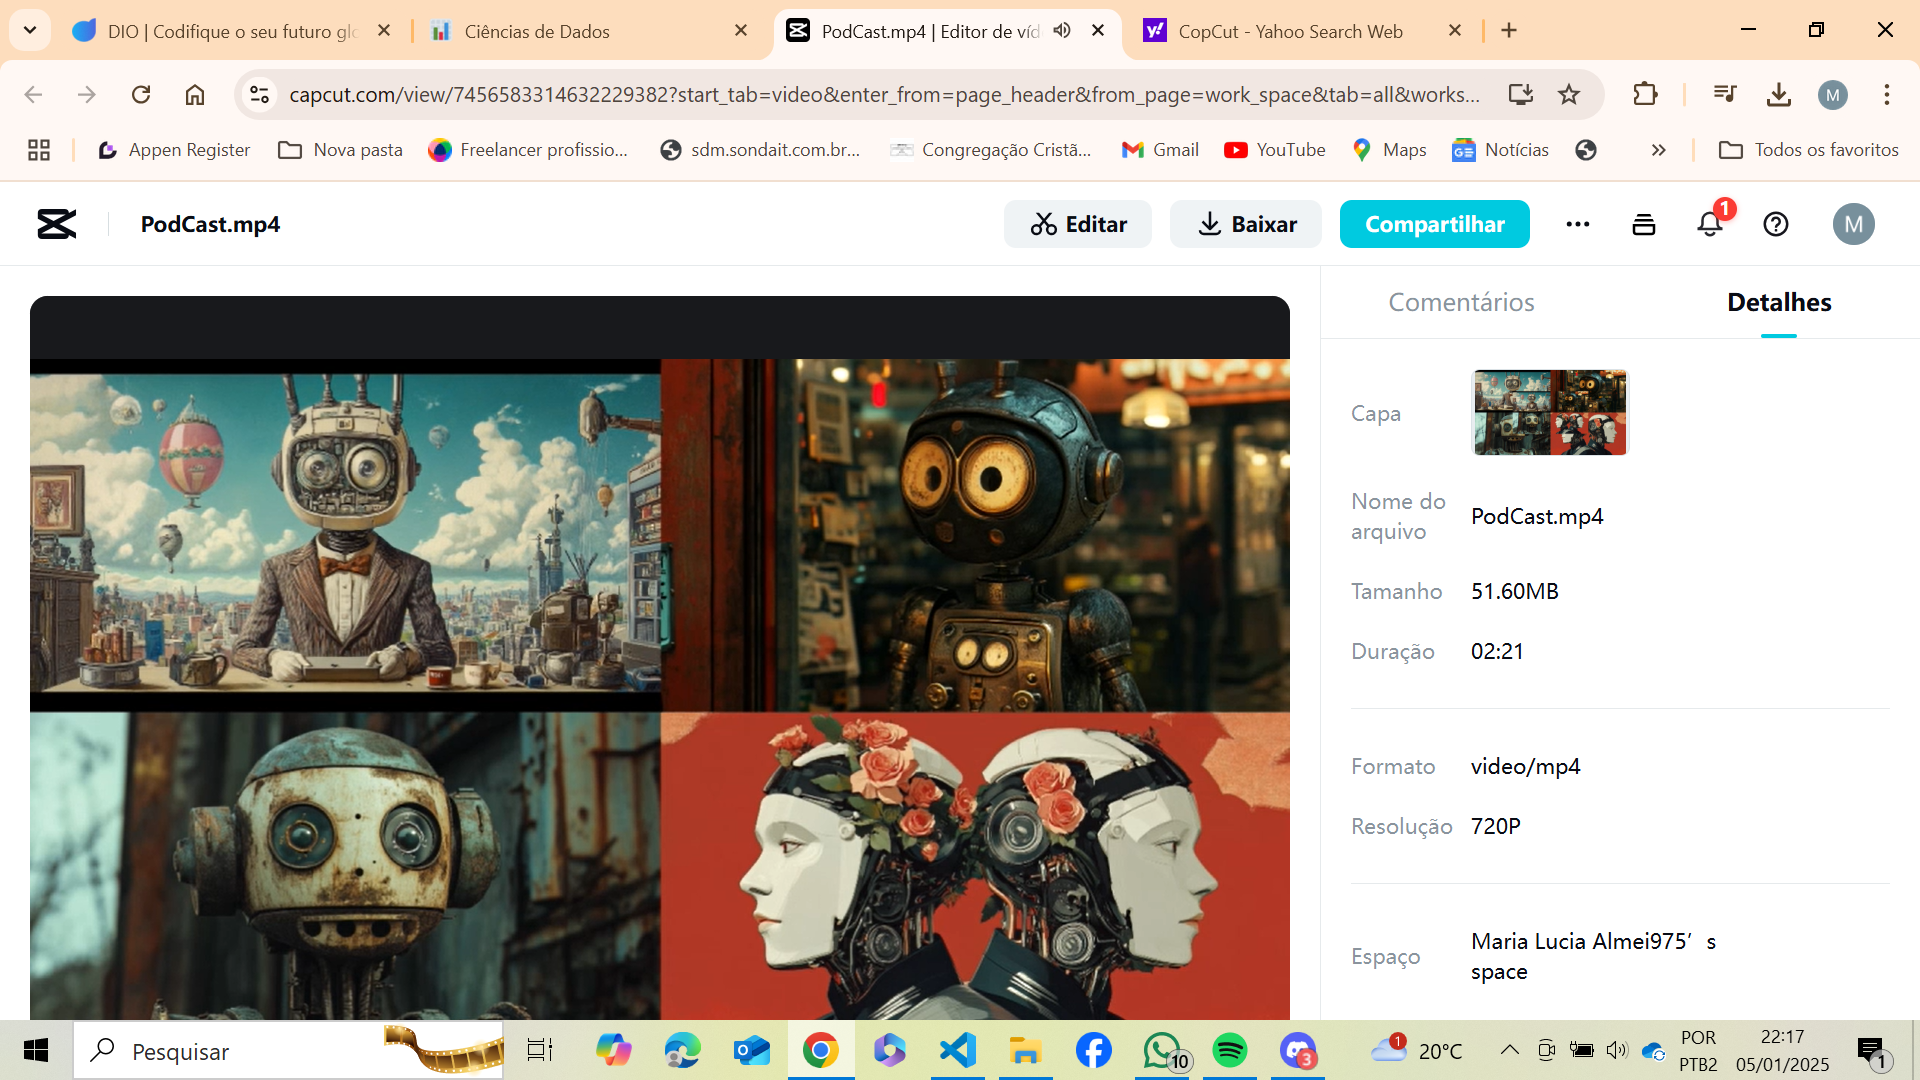 DIO | Codifique o seu futuro glo
Ciências de Dados
PodCast.mp4 | Editor de víd
CopCut - Yahoo Search Web
capcut.com/view/7456583314632229382?start_tab=video&enter_from=page_header&from_page=work_space&tab=all&works...
M
Appen Register
Nova pasta
Freelancer profissio...
sdm.sondait.com.br...
Congregação Cristã...
Gmail
YouTube
Maps
Notícias
Todos os favoritos
PodCast.mp4
Editar
Baixar
Compartilhar
1
M
Comentários
Detalhes
Capa
Nome do arquivo
PodCast.mp4
Tamanho
51.60MB
Duração
02:21
Formato
video/mp4
Resolução
720P
Espaço
Maria Lucia Almei975’s
space
Pesquisar
10
3
1
20°C
POR
PTB2
22:17
05/01/2025
1